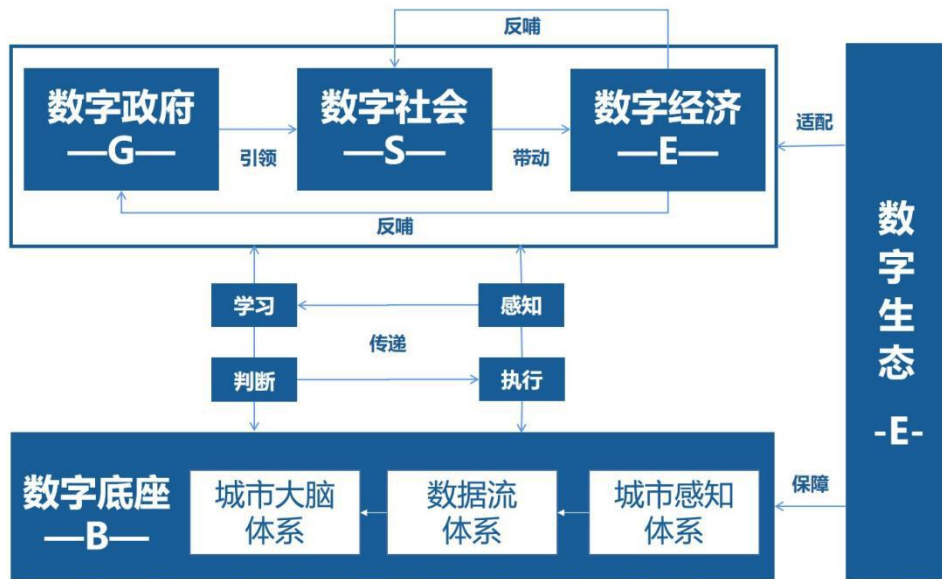 反哺
数字政府
—G—
引领
数字社会
—S—
带动
数字经济
—E—
适配
反哺
学习
感知
传递
判断
执行
数字生态
-E-
数字底座
—B—
城市大脑
体系
数据流
体系
城市感知
体系
保障